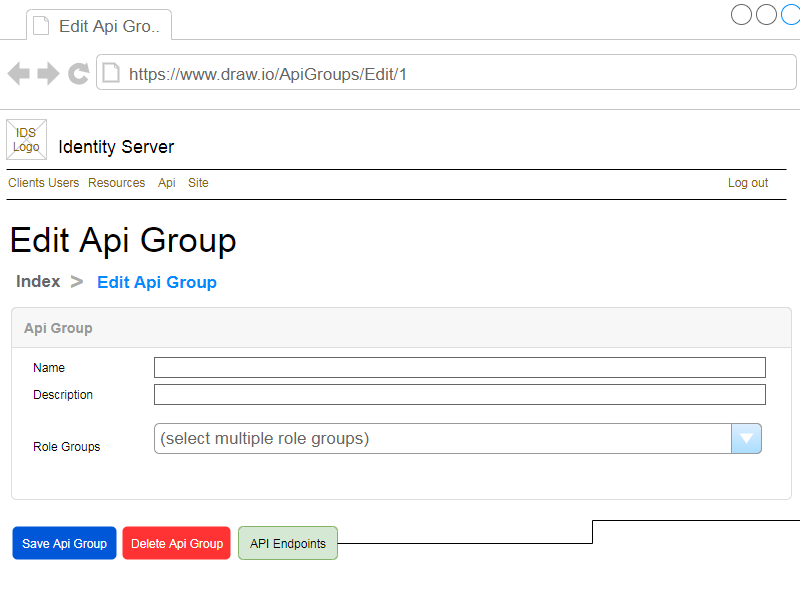 Edit Api Gro..
https://www.draw.io/ApiGroups/Edit/1
IDS
Logo
Identity Server
Clients Users Resources Api Site Log out
Edit Api Group
Index > Edit Api Group
Api Group
Name
Description
Role Groups (select multiple role groups)
Save Api Group Delete Api Group API Endpoints